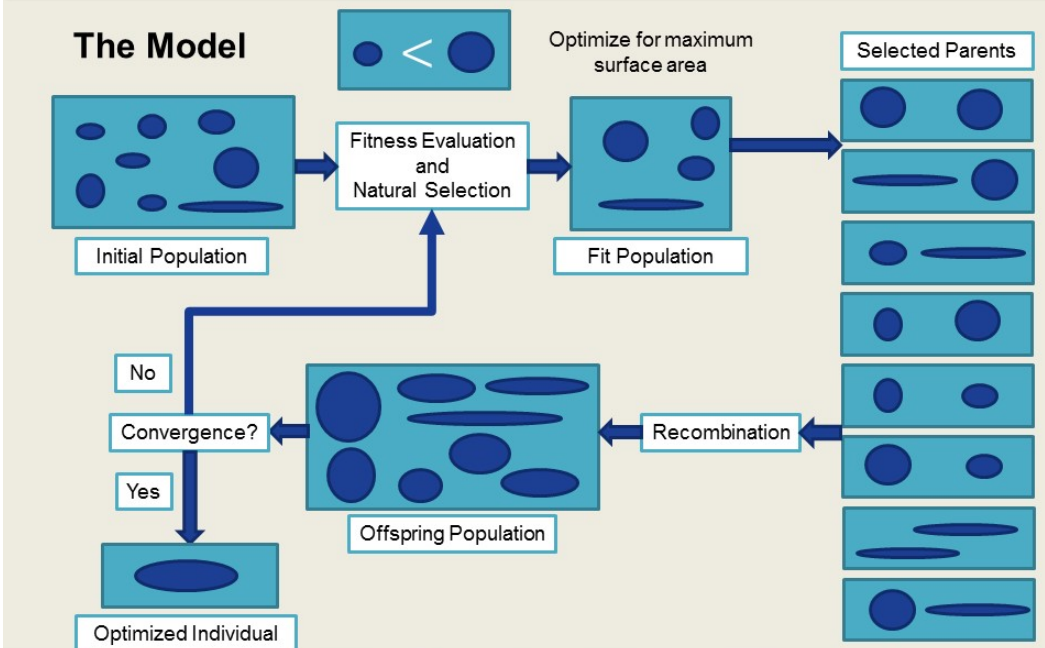 The Model
<
Optimize for maximum
surface area
Selected Parents
Fitness Evaluation
and
Natural Selection
Initial Population
Fit Population
No
Convergence?
Recombination
Yes
Offspring Population
Optimized Individual